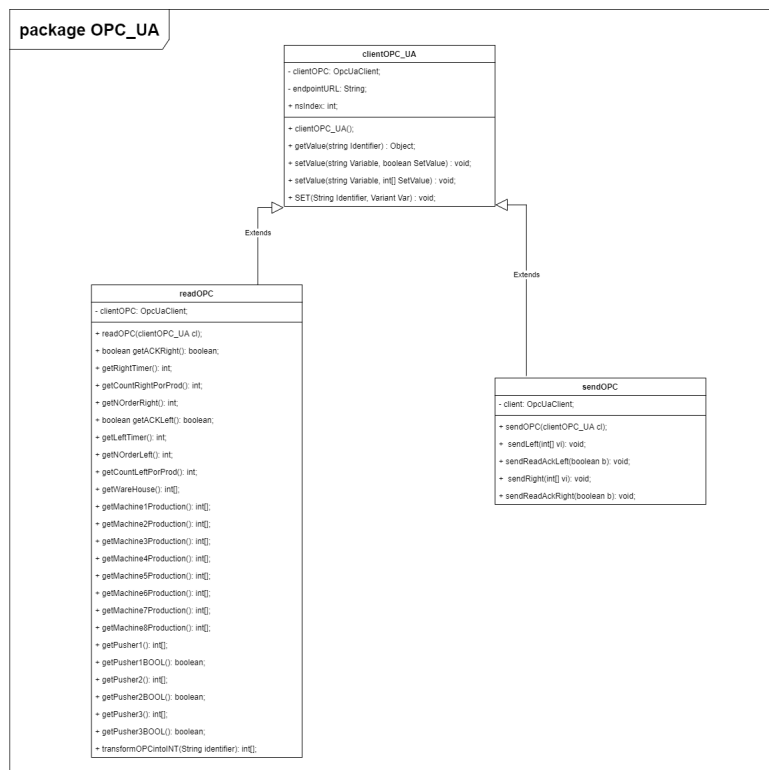 package OPC_UA
clientOPC_UA
- clientOPC: OpcUaClient;
- endpointURL: String;
+ nsIndex: int;
+ clientOPC_UA();
+ getValue(string Identifier) : Object;
+ setValue(string Variable, boolean SetValue) : void;
+ setValue(string Variable, int[] SetValue) : void;
+ SET(String Identifier, Variant Var) : void;
Extends
Extends
readOPC
- clientOPC: OpcUaClient;
+ readOPC(clientOPC_UA cl);
+ boolean getACKRight(): boolean;
+ getRightTimer(): int;
+ getCountRightPorProd(): int;
+ getNOrderRight(): int;
+ boolean getACKLeft(): boolean;
+ getLeftTimer(): int;
+ getNOrderLeft(): int;
+ getCountLeftPorProd(): int;
+ getWareHouse(): int[];
+ getMachine1Production(): int[];
+ getMachine2Production(): int[];
+ getMachine3Production(): int[];
+ getMachine4Production(): int[];
+ getMachine5Production(): int[];
+ getMachine6Production(): int[];
+ getMachine7Production(): int[];
+ getMachine8Production(): int[];
+ getPusher1(): int[];
+ getPusher1BOOL(): boolean;
+ getPusher2(): int[];
+ getPusher2BOOL(): boolean;
+ getPusher3(): int[];
+ getPusher3BOOL(): boolean;
+ transformOPCintoINT(String identifier): int[];
sendOPC
- client: OpcUaClient;
+ sendOPC(clientOPC_UA cl);
+ sendLeft(int[] vi): void;
+ sendReadAckLeft(boolean b): void;
+ sendRight(int[] vi): void;
+ sendReadAckRight(boolean b): void;